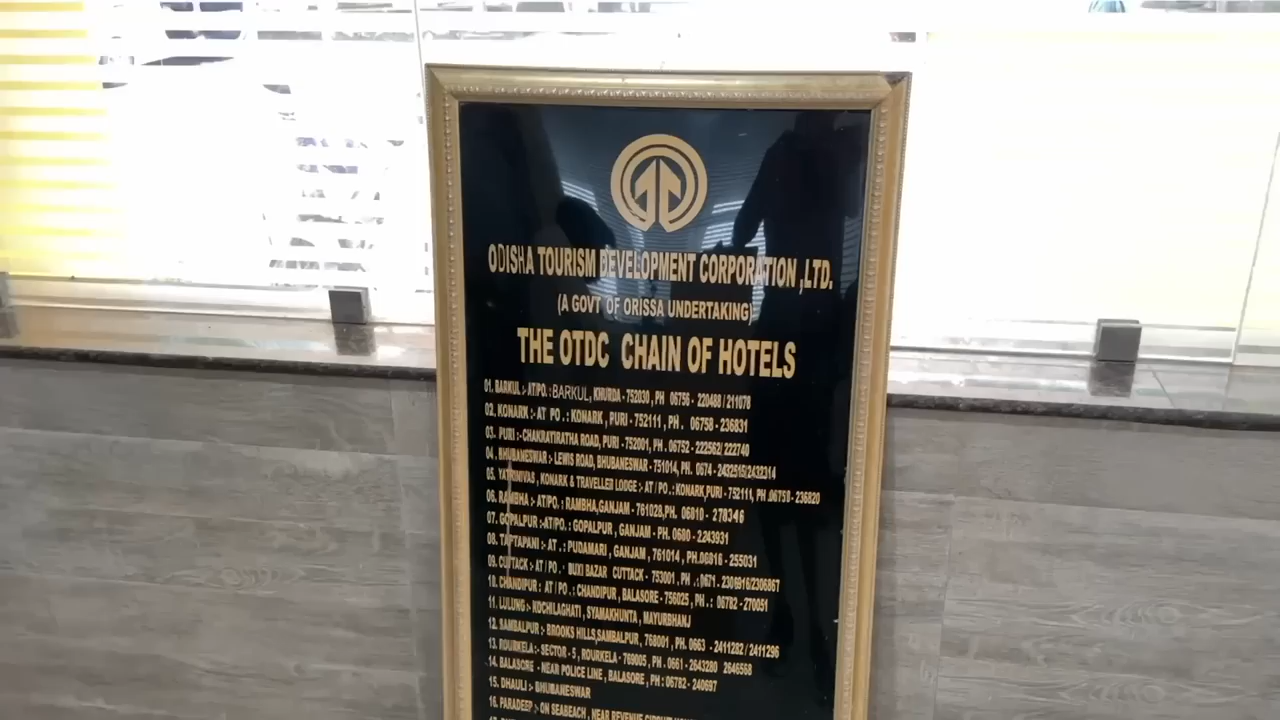 ODISHA TOURISM DEVELOPMENT CORPORATION ,LTD.
(A GOVT OF ORISSA UNDERTAKING)
THE OTDC CHAIN OF HOTELS
01. BARKUL :- AT/PO. : BARKUL, KHURDA - 752030, PH 06756 - 220488 / 211078
02. KONARK :- AT PO . : KONARK , PURI - 752111 , PH . 06758 - 236831
03. PURI :- CHAKRATIRATHA ROAD, PURI - 752001, PH . 06752 - 222562/ 222740
04. BHUBANESWAR :- LEWIS ROAD, BHUBANESWAR - 751014, PH. 0674 - 2432515/2432314
05. YATRINIVAS , KONARK & TRAVELLER LODGE :- AT / PO . : KONARK,PURI - 752111, PH .06758 - 236820
06. RAMBHA :- AT/PO. : RAMBHA,GANJAM - 761028,PH. 06810 - 278346
07. GOPALPUR :-AT/PO. : GOPALPUR , GANJAM - PH. 0680 - 2243931
08. TAPTAPANI :- AT . : PUDAMARI , GANJAM , 761014 , PH.06816 - 255031
09. CUTTACK :- AT / PO . - BUXI BAZAR CUTTACK - 753001 , PH . : 0671 - 2306916/2306867
10. CHANDIPUR : AT / PO . : CHANDIPUR , BALASORE - 756025 , PH . : 06782 - 270051
11. LULUNG :- KOCHILAGHATI , SYAMAKHUNTA , MAYURBHANJ
12. SAMBALPUR :- BROOKS HILLS,SAMBALPUR, 768001 , PH. 0663 - 2411282 / 2411296
13. ROURKELA :- SECTOR - 5 , ROURKELA - 769005 , PH . 0661 - 2643280 2646568
14. BALASORE - NEAR POLICE LINE , BALASORE , PH : 06782 - 240697
15. DHAULI :- BHUBANESWAR
16. PARADEEP :- ON SEABEACH , NEAR REVENUE CIRCUIT